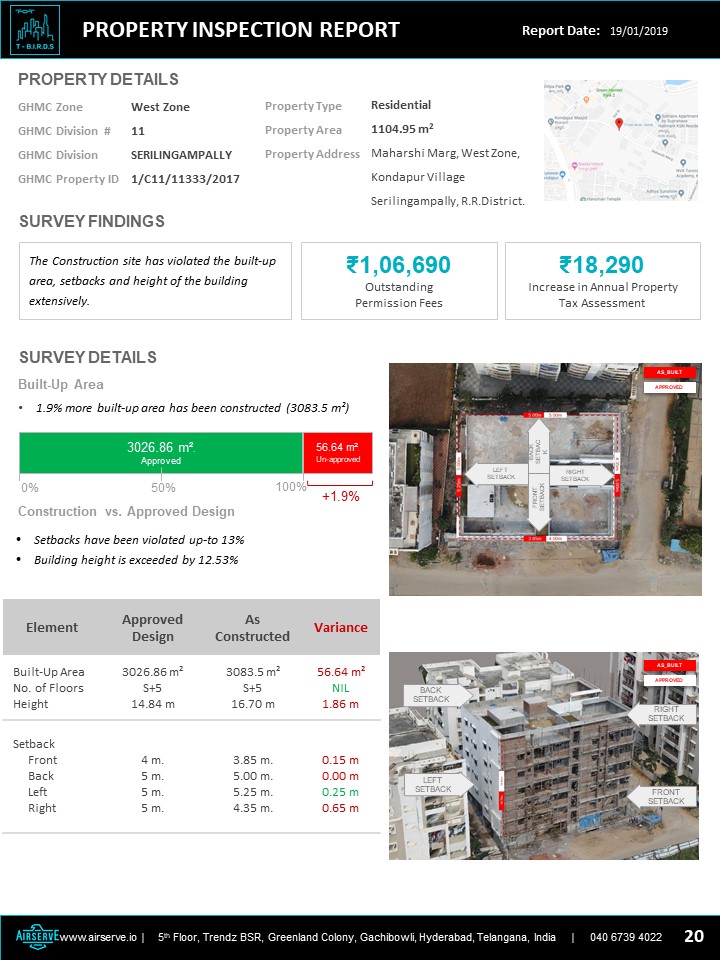 T - B.I.R.D.S
PROPERTY INSPECTION REPORT
Report Date: 19/01/2019
PROPERTY DETAILS
GHMC Zone West Zone
GHMC Division # 11
GHMC Division SERILINGAMPALLY
GHMC Property ID 1/C11/11333/2017
Property Type Residential
Property Area 1104.95 m²
Property Address Maharshi Marg, West Zone,
Kondapur Village
Serilingampally, R.R.District.
SURVEY FINDINGS
The Construction site has violated the built-up
area, setbacks and height of the building
extensively.
₹1,06,690
Outstanding
Permission Fees
₹18,290
Increase in Annual Property
Tax Assessment
SURVEY DETAILS
Built-Up Area
• 1.9% more built-up area has been constructed (3083.5 m²)
3026.86 m².
Approved
56.64 m².
Un-approved
0% 50% 100%
+1.9%
Construction vs. Approved Design
• Setbacks have been violated up-to 13%
• Building height is exceeded by 12.53%
Element Approved Design As Constructed Variance
Built-Up Area 3026.86 m² 3083.5 m² 56.64 m²
No. of Floors S+5 S+5 NIL
Height 14.84 m 16.70 m 1.86 m
Setback
Front 4 m. 3.85 m. 0.15 m
Back 5 m. 5.00 m. 0.00 m
Left 5 m. 5.25 m. 0.25 m
Right 5 m. 4.35 m. 0.65 m
AS_BUILT
APPROVED
5.00m 5.00m
BACK
SETBAC
K
LEFT
SETBACK
RIGHT
SETBACK
FRONT
SETBACK
3.85m 4.00m
AS_BUILT
APPROVED
BACK
SETBACK
RIGHT
SETBACK
LEFT
SETBACK
FRONT
SETBACK
AIRSERVE
www.airserve.io | 5th Floor, Trendz BSR, Greenland Colony, Gachibowli, Hyderabad, Telangana, India | 040 6739 4022 20